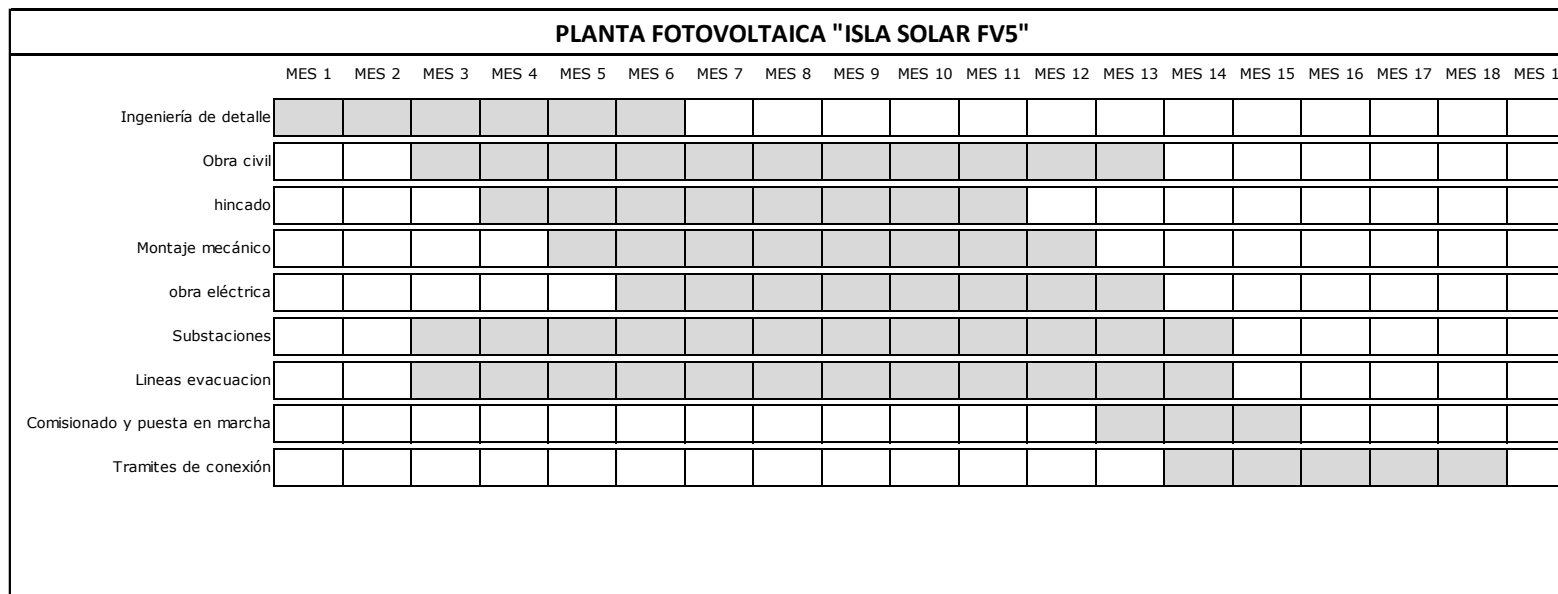 PLANTA FOTOVOLTAICA "ISLA SOLAR FV5"
MES 1 MES 2 MES 3 MES 4 MES 5 MES 6 MES 7 MES 8 MES 9 MES 10 MES 11 MES 12 MES 13 MES 14 MES 15 MES 16 MES 17 MES 18 MES 1
Ingeniería de detalle
Obra civil
hincado
Montaje mecánico
obra eléctrica
Substaciones
Lineas evacuacion
Comisionado y puesta en marcha
Tramites de conexión